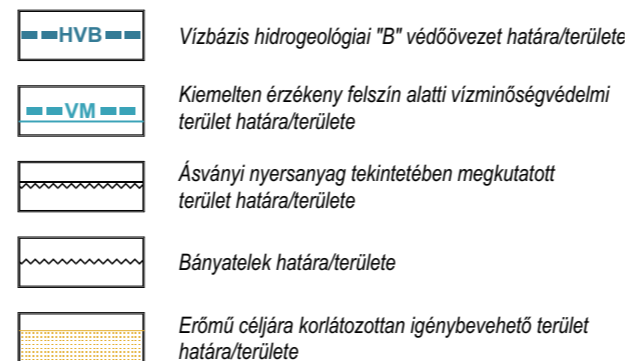 HVB
Vízbázis hidrogeológiai "B" védőövezet határa/területe
VM
Kiemelten érzékeny felszín alatti vízminőségvédelmi
terület határa/területe
Ásványi nyersanyag tekintetében megkutatott
terület határa/területe
Bányatelek határa/területe
Erőmű céljára korlátozottan igénybevehető terület
határa/területe